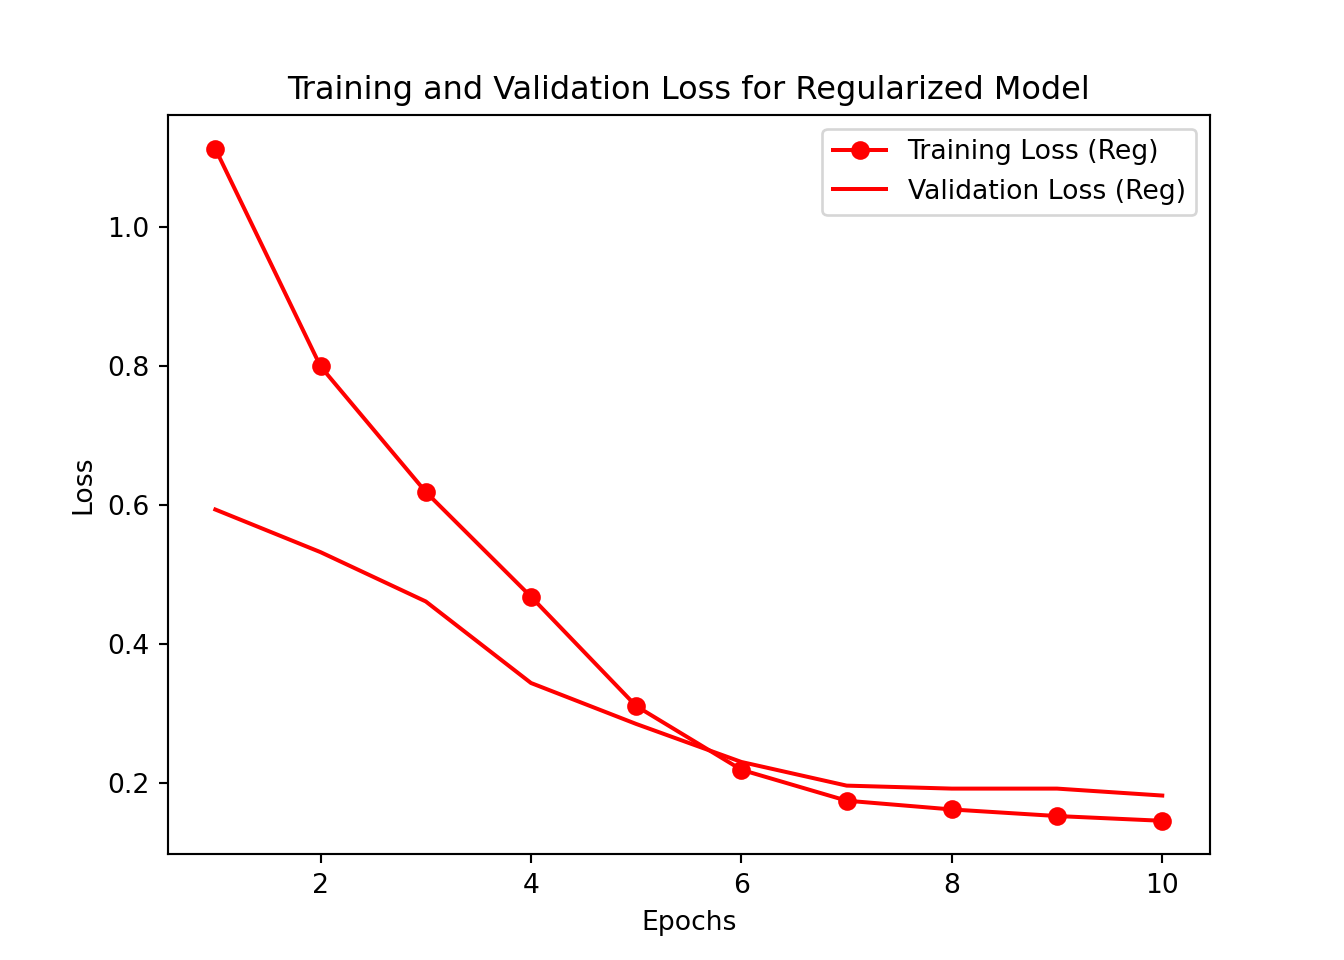 Training and Validation Loss for Regularized Model
Training Loss (Reg)
Validation Loss (Reg)
1.0
0.8
0.6
0.4
0.2
Loss
2 4 6 8 10
Epochs